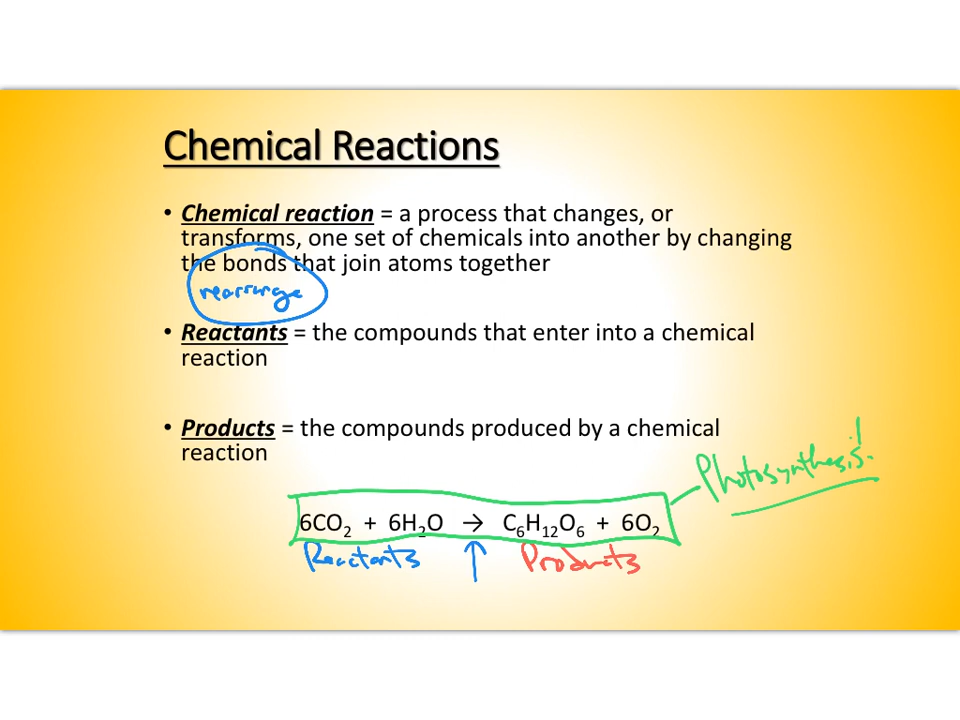 Chemical Reactions
• Chemical reaction = a process that changes, or
transforms, one set of chemicals into another by changing
the bonds that join atoms together
rearrange
• Reactants = the compounds that enter into a chemical
reaction
• Products = the compounds produced by a chemical
reaction
Photosynthesis!
6CO₂ + 6H₂O → C₆H₁₂O₆ + 6O₂
Reactants ↑ Products